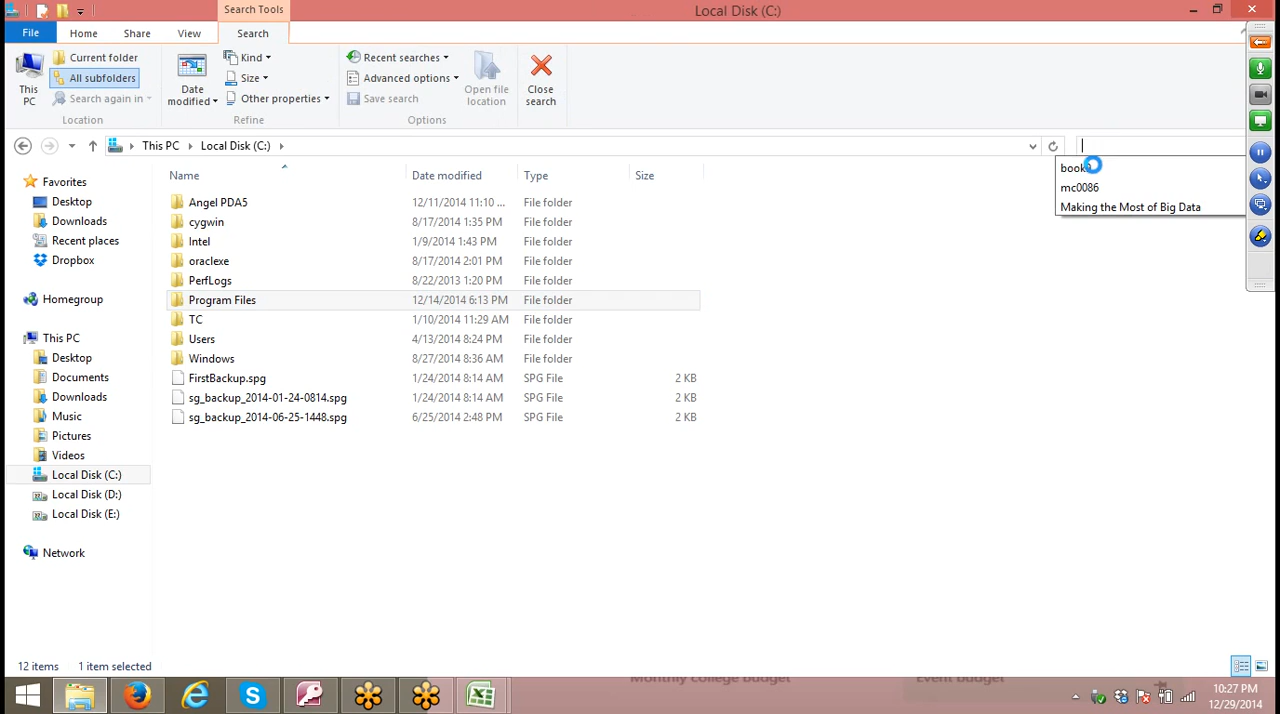 Search Tools
Local Disk (C:)
File
Home
Share
View
Search
This PC
Current folder
All subfolders
Search again in
Location
Date modified
Kind
Size
Other properties
Refine
Recent searches
Advanced options
Save search
Open file location
Options
Close search
This PC
Local Disk (C:)
mc0086
Making the Most of Big Data
Name
Date modified
Type
Size
Angel PDA5 12/11/2014 11:10 ... File folder
cygwin 8/17/2014 1:35 PM File folder
Intel 1/9/2014 1:43 PM File folder
oraclexe 8/17/2014 2:01 PM File folder
PerfLogs 8/22/2013 1:20 PM File folder
Program Files 12/14/2014 6:13 PM File folder
TC 1/10/2014 11:29 AM File folder
Users 4/13/2014 8:24 PM File folder
Windows 8/27/2014 8:36 AM File folder
FirstBackup.spg 1/24/2014 8:14 AM SPG File 2 KB
sg_backup_2014-01-24-0814.spg 1/24/2014 8:14 AM SPG File 2 KB
sg_backup_2014-06-25-1448.spg 6/25/2014 2:48 PM SPG File 2 KB
Favorites
Desktop
Downloads
Recent places
Dropbox
Homegroup
This PC
Desktop
Documents
Downloads
Music
Pictures
Videos
Local Disk (C:)
Local Disk (D:)
Local Disk (E:)
Network
12 items 1 item selected
Monthly college budget
Event budget
10:27 PM
12/29/2014